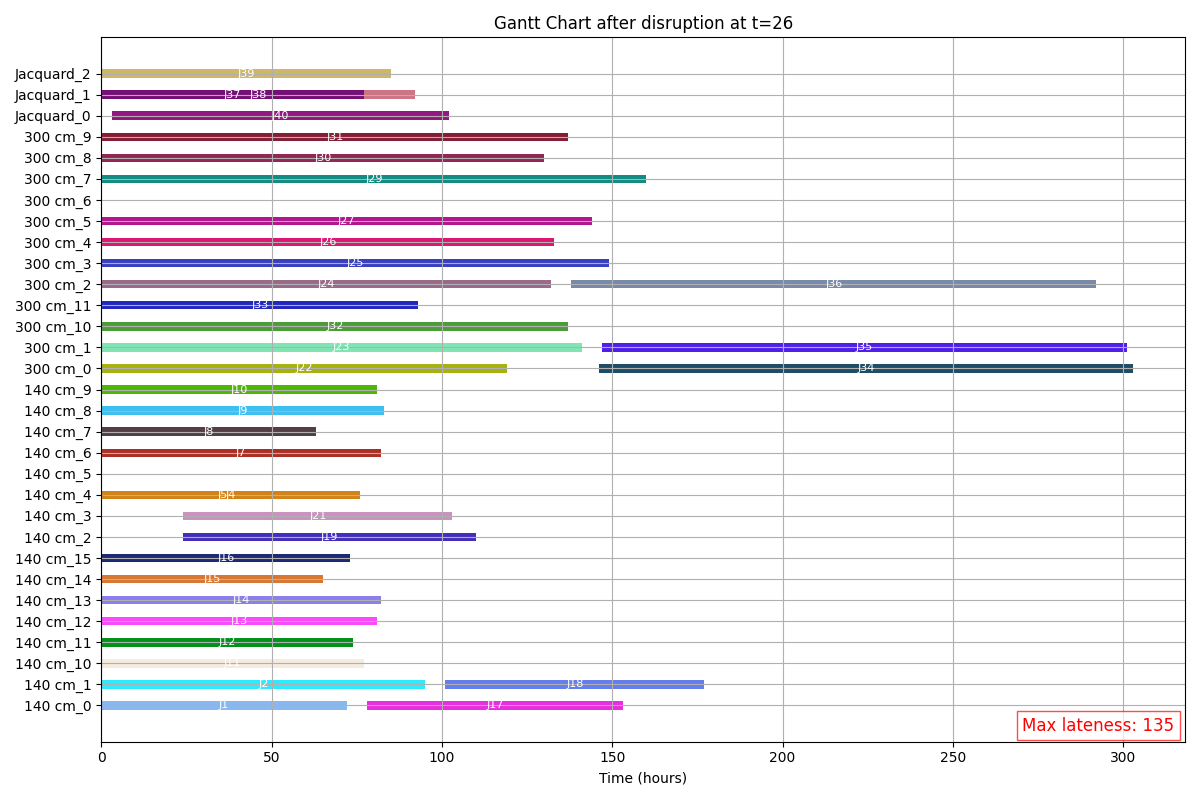 Gantt Chart after disruption at t=26
Jacquard_2 J39
Jacquard_1 J37 J38
Jacquard_0 J40
300 cm_9 J31
300 cm_8 J30
300 cm_7 J29
300 cm_6
300 cm_5 J27
300 cm_4 J26
300 cm_3 J25
300 cm_2 J24 J36
300 cm_11 J33
300 cm_10 J32
300 cm_1 J23 J35
300 cm_0 J22 J34
140 cm_9 J10
140 cm_8 J9
140 cm_7 J8
140 cm_6 J7
140 cm_5
140 cm_4 J5 J4
140 cm_3 J21
140 cm_2 J19
140 cm_15 J16
140 cm_14 J15
140 cm_13 J14
140 cm_12 J13
140 cm_11 J12
140 cm_10 J11
140 cm_1 J2 J18
140 cm_0 J1 J17
Max lateness: 135
0 50 100 150 200 250 300
Time (hours)